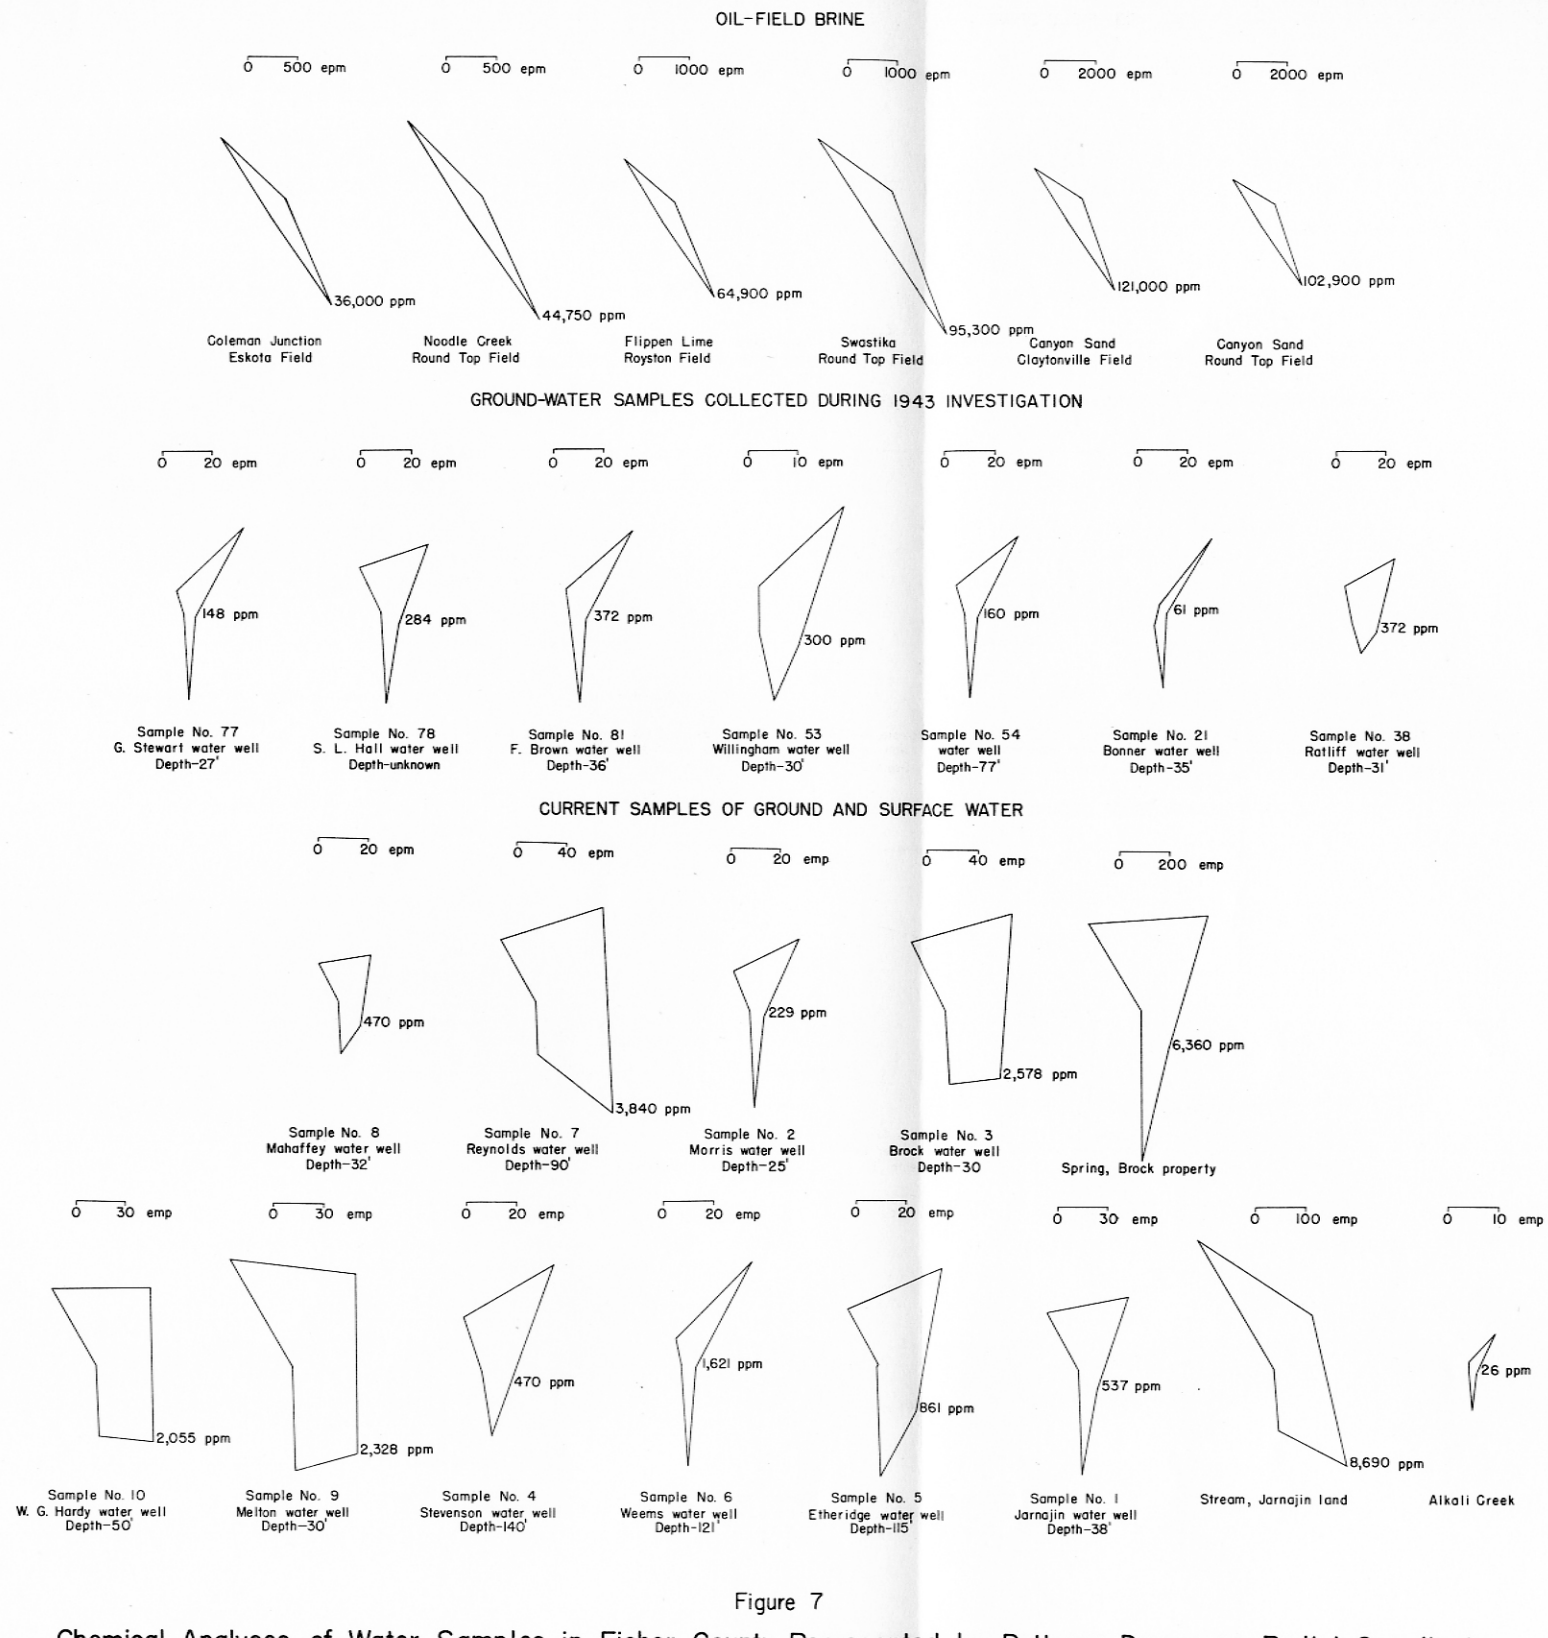 OIL-FIELD BRINE
0 500 epm 0 500 epm 0 1000 epm 0 1000 epm 0 2000 epm 0 2000 epm
36,000 ppm 44,750 ppm 64,900 ppm 95,300 ppm 121,000 ppm 102,900 ppm
Coleman Junction Noodle Creek Flippen Lime Swastika Canyon Sand Canyon Sand
Eskota Field Round Top Field Royston Field Round Top Field Claytonville Field Round Top Field
GROUND-WATER SAMPLES COLLECTED DURING 1943 INVESTIGATION
0 20 epm 0 20 epm 0 20 epm 0 10 epm 0 20 epm 0 20 epm 0 20 epm
148 ppm 284 ppm 372 ppm 300 ppm 160 ppm 61 ppm 372 ppm
Sample No. 77 Sample No. 78 Sample No. 81 Sample No. 53 Sample No. 54 Sample No. 21 Sample No. 38
G. Stewart water well S. L. Hall water well F. Brown water well Willingham water well water well Bonner water well Ratliff water well
Depth-27' Depth-unknown Depth-36' Depth-30' Depth-77' Depth-35' Depth-31'
CURRENT SAMPLES OF GROUND AND SURFACE WATER
0 20 epm 0 40 epm 0 20 emp 0 40 emp 0 200 emp
470 ppm 3,840 ppm 229 ppm 2,578 ppm 6,360 ppm
Sample No. 8 Sample No. 7 Sample No. 2 Sample No. 3
Mahaffey water well Reynolds water well Morris water well Brock water well Spring, Brock property
Depth-32' Depth-90' Depth-25' Depth-30
0 30 emp 0 30 emp 0 20 emp 0 20 emp 0 20 emp 0 30 emp 0 100 emp 0 10 emp
2,055 ppm 2,328 ppm 470 ppm 1,621 ppm 861 ppm 537 ppm 8,690 ppm 26 ppm
Sample No. 10 Sample No. 9 Sample No. 4 Sample No. 6 Sample No. 5 Sample No. 1 Stream, Jarnajin land Alkali Creek
W. G. Hardy water well Melton water well Stevenson water well Weems water well Etheridge water well Jarnajin water well
Depth-50' Depth-30' Depth-140' Depth-121' Depth-115' Depth-38'
Figure 7
Chemical Analyses of Water Samples in Fisher County